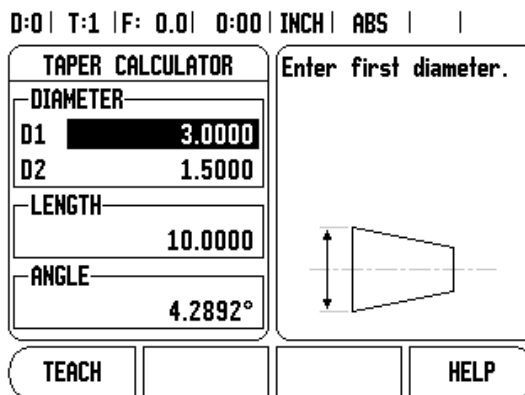 D:0 | T:1 | F: 0.0 | 0:00 | INCH | ABS | |
TAPER CALCULATOR
DIAMETER
D1 3.0000
D2 1.5000
LENGTH
10.0000
ANGLE
4.2892°
Enter first diameter.
TEACH
HELP